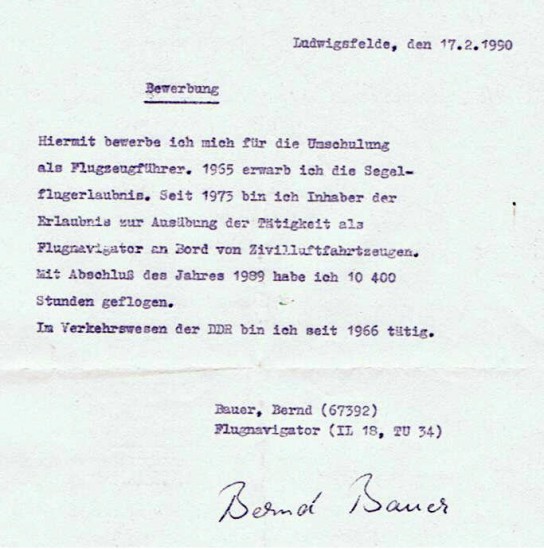 Ludwigsfelde, den 17.2.1990
Bewerbung
Hiermit bewerbe ich mich für die Umschulung
als Flugzeugführer. 1965 erwarb ich die Segel-
flugerlaubnis. Seit 1973 bin ich Inhaber der
Erlaubnis zur Ausübung der Tätigkeit als
Flugnavigator an Bord von Zivilluftfahrtzeugen.
Mit Abschluß des Jahres 1989 habe ich 10 400
Stunden geflogen.
Im Verkehrswesen der DDR bin ich seit 1966 tätig.
Bauer, Bernd (67392)
Flugnavigator (IL 18, TU 34)
Bernd Bauer